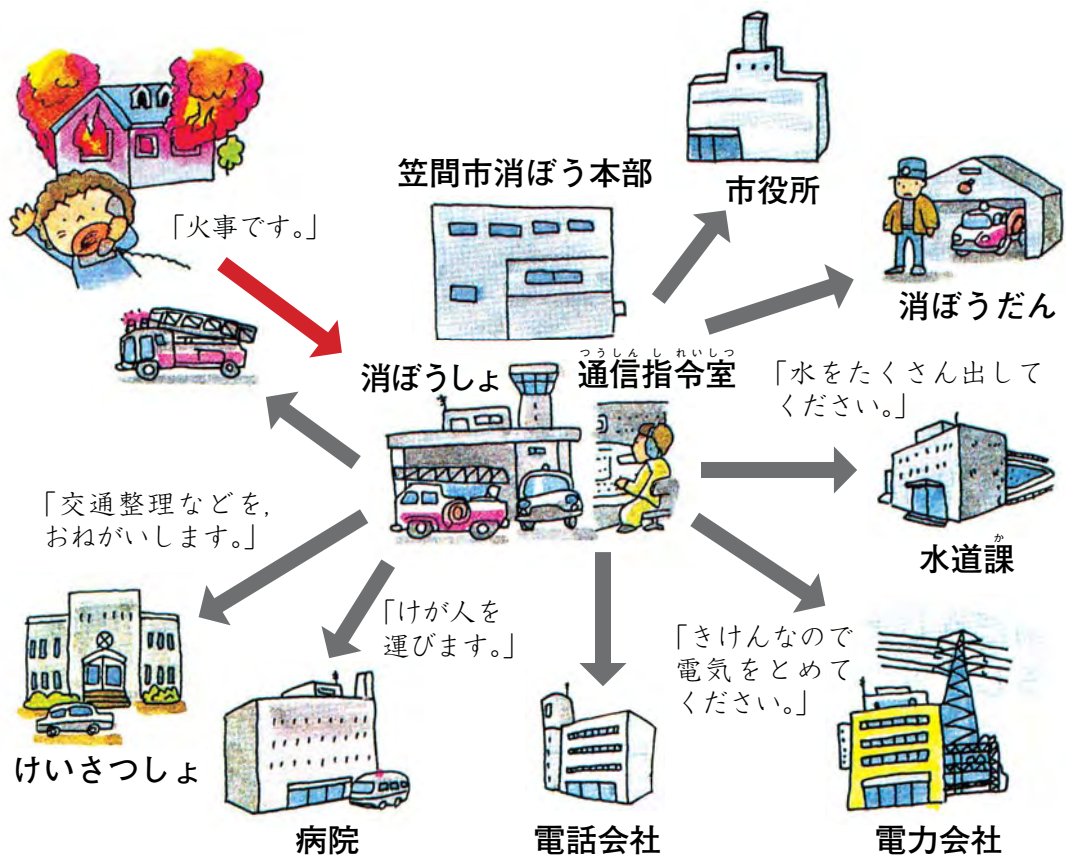 「火事です。」
笠間市消ぼう本部
市役所
消ぼうだん
消ぼうしょ
つうしんしれいしつ
通信指令室
「水をたくさん出して
ください。」
か
水道課
「交通整理などを,
おねがいします。」
けいさつしょ
「けが人を
運びます。」
病院
電話会社
「きけんなので
電気をとめて
ください。」
電力会社